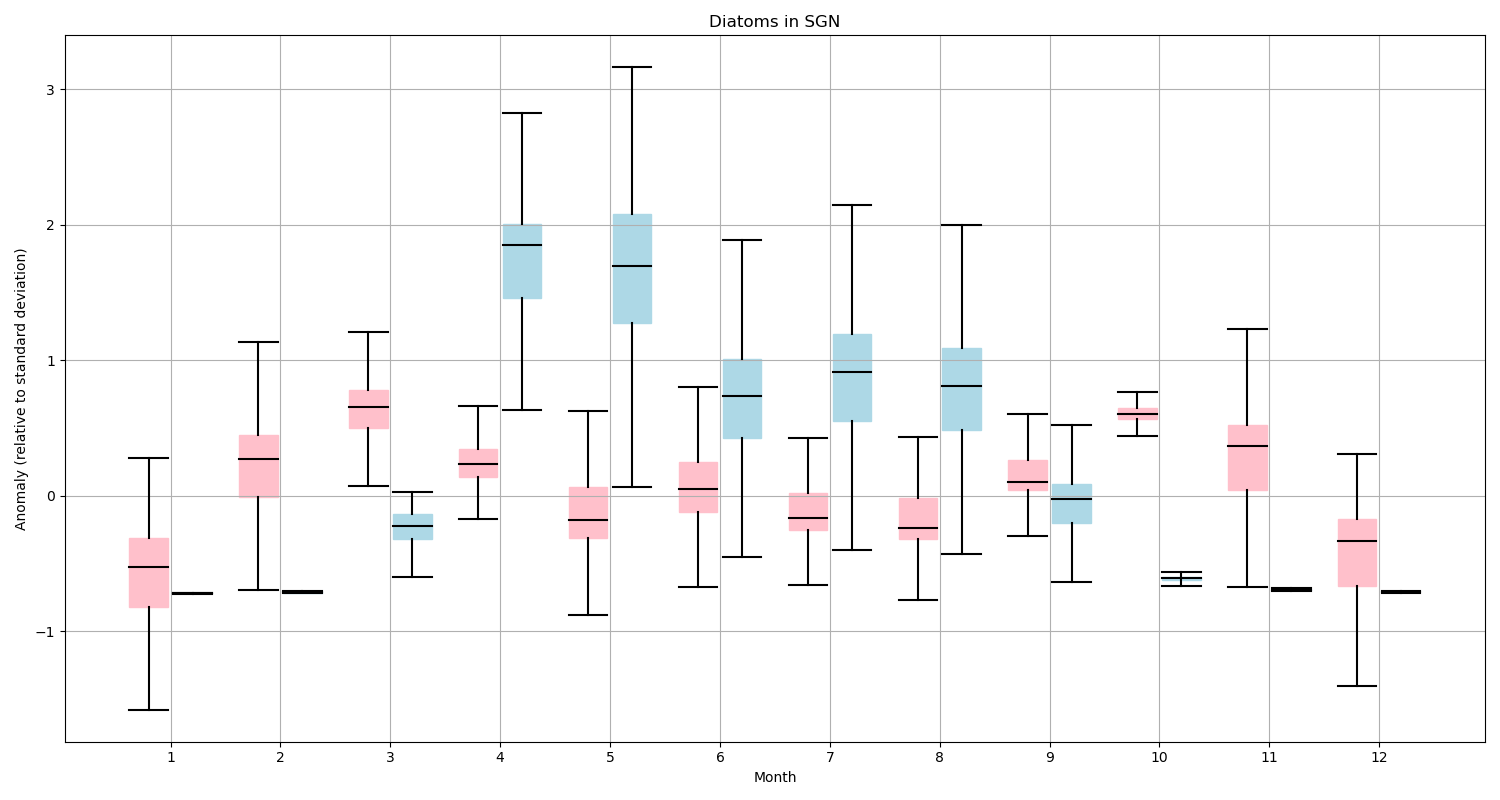 Diatoms in SGN
Anomaly (relative to standard deviation)
3
2
1
0
−1
1 2 3 4 5 6 7 8 9 10 11 12
Month